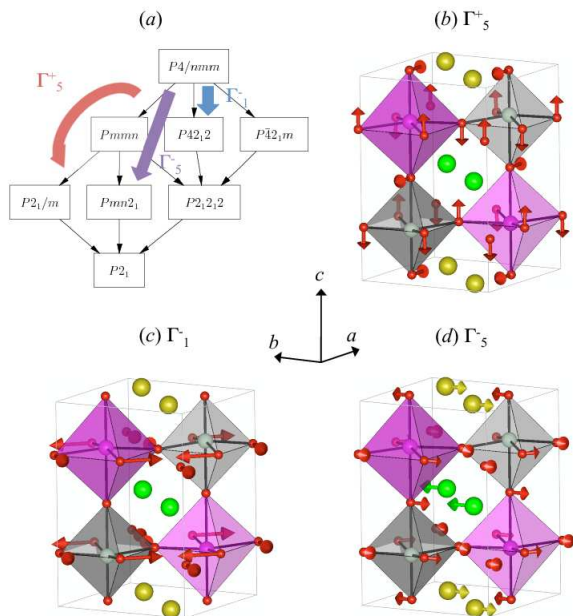 (a)
P4/nmm
Γ⁺₅
Γ⁻₁
Pmmn
P42₁2
P4̄2₁m
Γ⁻₅
P2₁/m
Pmn2₁
P2₁2₁2
P2₁
(b) Γ⁺₅
c
b
a
(c) Γ⁻₁
(d) Γ⁻₅